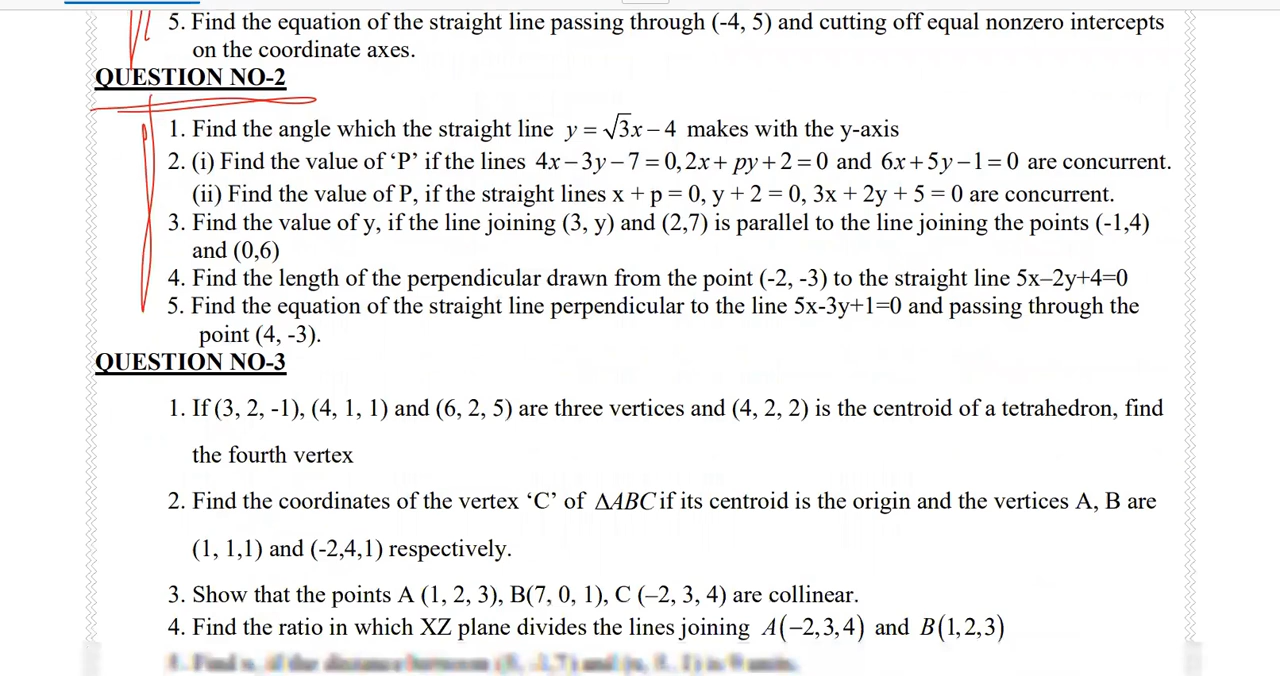 5. Find the equation of the straight line passing through (-4, 5) and cutting off equal nonzero intercepts
on the coordinate axes.
QUESTION NO-2
1. Find the angle which the straight line y = √3x − 4 makes with the y-axis
2. (i) Find the value of ‘P’ if the lines 4x − 3y − 7 = 0, 2x + py + 2 = 0 and 6x + 5y − 1 = 0 are concurrent.
(ii) Find the value of P, if the straight lines x + p = 0, y + 2 = 0, 3x + 2y + 5 = 0 are concurrent.
3. Find the value of y, if the line joining (3, y) and (2,7) is parallel to the line joining the points (-1,4)
and (0,6)
4. Find the length of the perpendicular drawn from the point (-2, -3) to the straight line 5x–2y+4=0
5. Find the equation of the straight line perpendicular to the line 5x-3y+1=0 and passing through the
point (4, -3).
QUESTION NO-3
1. If (3, 2, -1), (4, 1, 1) and (6, 2, 5) are three vertices and (4, 2, 2) is the centroid of a tetrahedron, find
the fourth vertex
2. Find the coordinates of the vertex ‘C’ of ΔABC if its centroid is the origin and the vertices A, B are
(1, 1,1) and (-2,4,1) respectively.
3. Show that the points A (1, 2, 3), B(7, 0, 1), C (–2, 3, 4) are collinear.
4. Find the ratio in which XZ plane divides the lines joining A(−2,3,4) and B(1,2,3)